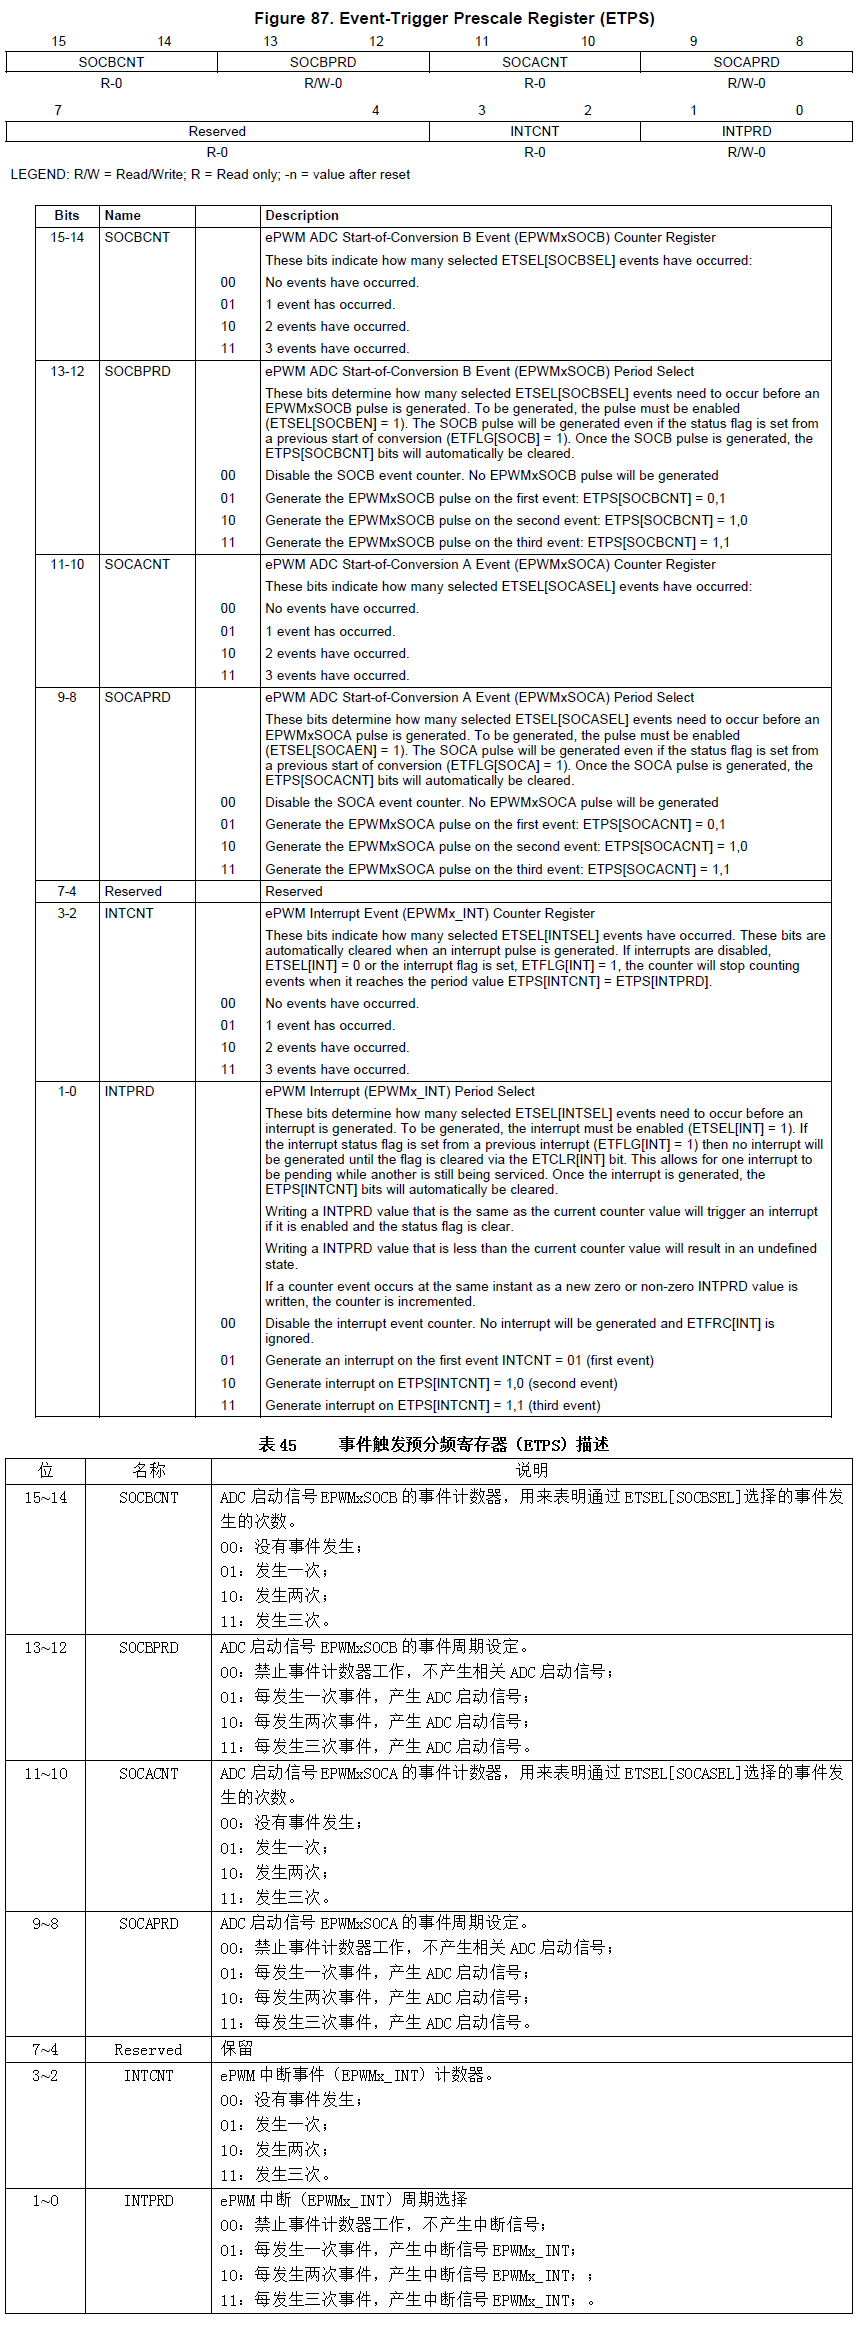 Figure 87. Event-Trigger Prescale Register (ETPS)
15 14 13 12 11 10 9 8
SOCBCNT SOCBPRD SOCACNT SOCAPRD
R-0 R/W-0 R-0 R/W-0
7 4 3 2 1 0
Reserved INTCNT INTPRD
R-0 R-0 R/W-0
LEGEND: R/W = Read/Write; R = Read only; -n = value after reset
Bits Name Description
15-14 SOCBCNT ePWM ADC Start-of-Conversion B Event (EPWMxSOCB) Counter Register
These bits indicate how many selected ETSEL[SOCBSEL] events have occurred:
00 No events have occurred.
01 1 event has occurred.
10 2 events have occurred.
11 3 events have occurred.
13-12 SOCBPRD ePWM ADC Start-of-Conversion B Event (EPWMxSOCB) Period Select
These bits determine how many selected ETSEL[SOCBSEL] events need to occur before an
EPWMxSOCB pulse is generated. To be generated, the pulse must be enabled
(ETSEL[SOCBEN] = 1). The SOCB pulse will be generated even if the status flag is set from
a previous start of conversion (ETFLG[SOCB] = 1). Once the SOCB pulse is generated, the
ETPS[SOCBCNT] bits will automatically be cleared.
00 Disable the SOCB event counter. No EPWMxSOCB pulse will be generated
01 Generate the EPWMxSOCB pulse on the first event: ETPS[SOCBCNT] = 0,1
10 Generate the EPWMxSOCB pulse on the second event: ETPS[SOCBCNT] = 1,0
11 Generate the EPWMxSOCB pulse on the third event: ETPS[SOCBCNT] = 1,1
11-10 SOCACNT ePWM ADC Start-of-Conversion A Event (EPWMxSOCA) Counter Register
These bits indicate how many selected ETSEL[SOCASEL] events have occurred:
00 No events have occurred.
01 1 event has occurred.
10 2 events have occurred.
11 3 events have occurred.
9-8 SOCAPRD ePWM ADC Start-of-Conversion A Event (EPWMxSOCA) Period Select
These bits determine how many selected ETSEL[SOCASEL] events need to occur before an
EPWMxSOCA pulse is generated. To be generated, the pulse must be enabled
(ETSEL[SOCAEN] = 1). The SOCA pulse will be generated even if the status flag is set from
a previous start of conversion (ETFLG[SOCA] = 1). Once the SOCA pulse is generated, the
ETPS[SOCACNT] bits will automatically be cleared.
00 Disable the SOCA event counter. No EPWMxSOCA pulse will be generated
01 Generate the EPWMxSOCA pulse on the first event: ETPS[SOCACNT] = 0,1
10 Generate the EPWMxSOCA pulse on the second event: ETPS[SOCACNT] = 1,0
11 Generate the EPWMxSOCA pulse on the third event: ETPS[SOCACNT] = 1,1
7-4 Reserved Reserved
3-2 INTCNT ePWM Interrupt Event (EPWMx_INT) Counter Register
These bits indicate how many selected ETSEL[INTSEL] events have occurred. These bits are
automatically cleared when an interrupt pulse is generated. If interrupts are disabled,
ETSEL[INT] = 0 or the interrupt flag is set, ETFLG[INT] = 1, the counter will stop counting
events when it reaches the period value ETPS[INTCNT] = ETPS[INTPRD].
00 No events have occurred.
01 1 event has occurred.
10 2 events have occurred.
11 3 events have occurred.
1-0 INTPRD ePWM Interrupt (EPWMx_INT) Period Select
These bits determine how many selected ETSEL[INTSEL] events need to occur before an
interrupt is generated. To be generated, the interrupt must be enabled (ETSEL[INT] = 1). If
the interrupt status flag is set from a previous interrupt (ETFLG[INT] = 1) then no interrupt will
be generated until the flag is cleared via the ETCLR[INT] bit. This allows for one interrupt to
be pending while another is still being serviced. Once the interrupt is generated, the
ETPS[INTCNT] bits will automatically be cleared.
Writing a INTPRD value that is the same as the current counter value will trigger an interrupt
if it is enabled and the status flag is clear.
Writing a INTPRD value that is less than the current counter value will result in an undefined
state.
If a counter event occurs at the same instant as a new zero or non-zero INTPRD value is
written, the counter is incremented.
00 Disable the interrupt event counter. No interrupt will be generated and ETFRC[INT] is
ignored.
01 Generate an interrupt on the first event INTCNT = 01 (first event)
10 Generate interrupt on ETPS[INTCNT] = 1,0 (second event)
11 Generate interrupt on ETPS[INTCNT] = 1,1 (third event)
表 45 事件触发预分频寄存器（ETPS）描述
位 名称 说明
15~14 SOCBCNT ADC 启动信号 EPWMxSOCB 的事件计数器，用来表明通过 ETSEL[SOCBSEL]选择的事件发
生的次数。
00：没有事件发生；
01：发生一次；
10：发生两次；
11：发生三次。
13~12 SOCBPRD ADC 启动信号 EPWMxSOCB 的事件周期设定。
00：禁止事件计数器工作，不产生相关 ADC 启动信号；
01：每发生一次事件，产生 ADC 启动信号；
10：每发生两次事件，产生 ADC 启动信号；
11：每发生三次事件，产生 ADC 启动信号。
11~10 SOCACNT ADC 启动信号 EPWMxSOCA 的事件计数器，用来表明通过 ETSEL[SOCASEL]选择的事件发
生的次数。
00：没有事件发生；
01：发生一次；
10：发生两次；
11：发生三次。
9~8 SOCAPRD ADC 启动信号 EPWMxSOCA 的事件周期设定。
00：禁止事件计数器工作，不产生相关 ADC 启动信号；
01：每发生一次事件，产生 ADC 启动信号；
10：每发生两次事件，产生 ADC 启动信号；
11：每发生三次事件，产生 ADC 启动信号。
7~4 Reserved 保留
3~2 INTCNT ePWM 中断事件（EPWMx_INT）计数器。
00：没有事件发生；
01：发生一次；
10：发生两次；
11：发生三次。
1~0 INTPRD ePWM 中断（EPWMx_INT）周期选择
00：禁止事件计数器工作，不产生中断信号；
01：每发生一次事件，产生中断信号 EPWMx_INT；
10：每发生两次事件，产生中断信号 EPWMx_INT；；
11：每发生三次事件，产生中断信号 EPWMx_INT；。